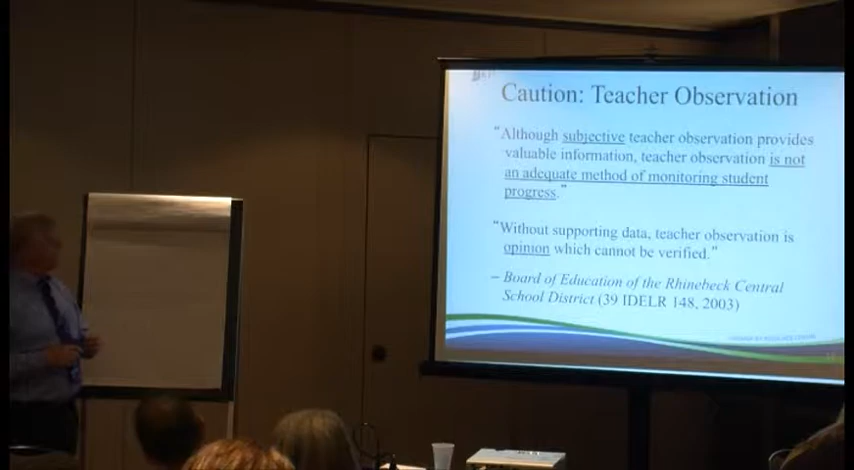 Caution: Teacher Observation
"Although subjective teacher observation provides
valuable information, teacher observation is not
an adequate method of monitoring student
progress."
"Without supporting data, teacher observation is
opinion which cannot be verified."
– Board of Education of the Rhinebeck Central
School District (39 IDELR 148, 2003)